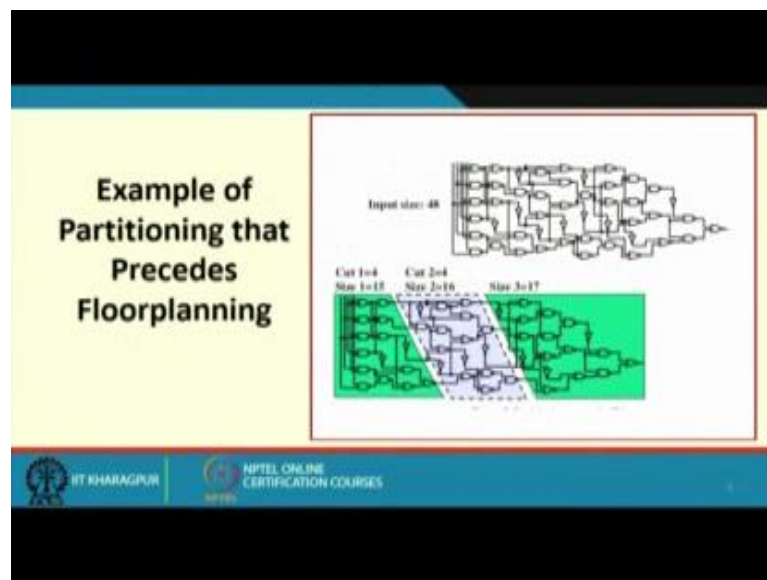 Example of
Partitioning that
Precedes
Floorplanning
Input size: 48
Cut 1=4 Cut 2=4
Size 1=15 Size 2=16 Size 3=17
IIT KHARAGPUR
NPTEL
NPTEL ONLINE
CERTIFICATION COURSES